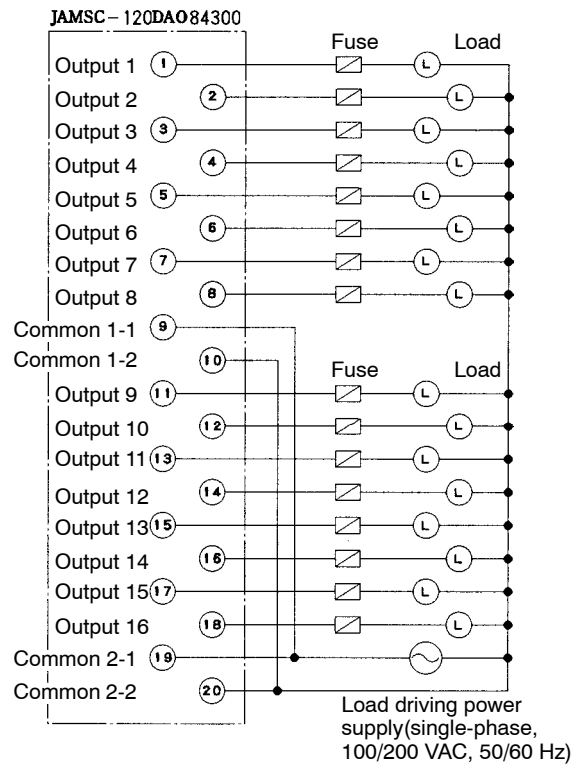 JAMSC-120DAO84300
Fuse Load
Output 1 1 L
Output 2 2 L
Output 3 3 L
Output 4 4 L
Output 5 5 L
Output 6 6 L
Output 7 7 L
Output 8 8 L
Common 1-1 9
Common 1-2 10
Fuse Load
Output 9 11 L
Output 10 12 L
Output 11 13 L
Output 12 14 L
Output 13 15 L
Output 14 16 L
Output 15 17 L
Output 16 18 L
Common 2-1 19
Common 2-2 20
Load driving power
supply(single-phase,
100/200 VAC, 50/60 Hz)